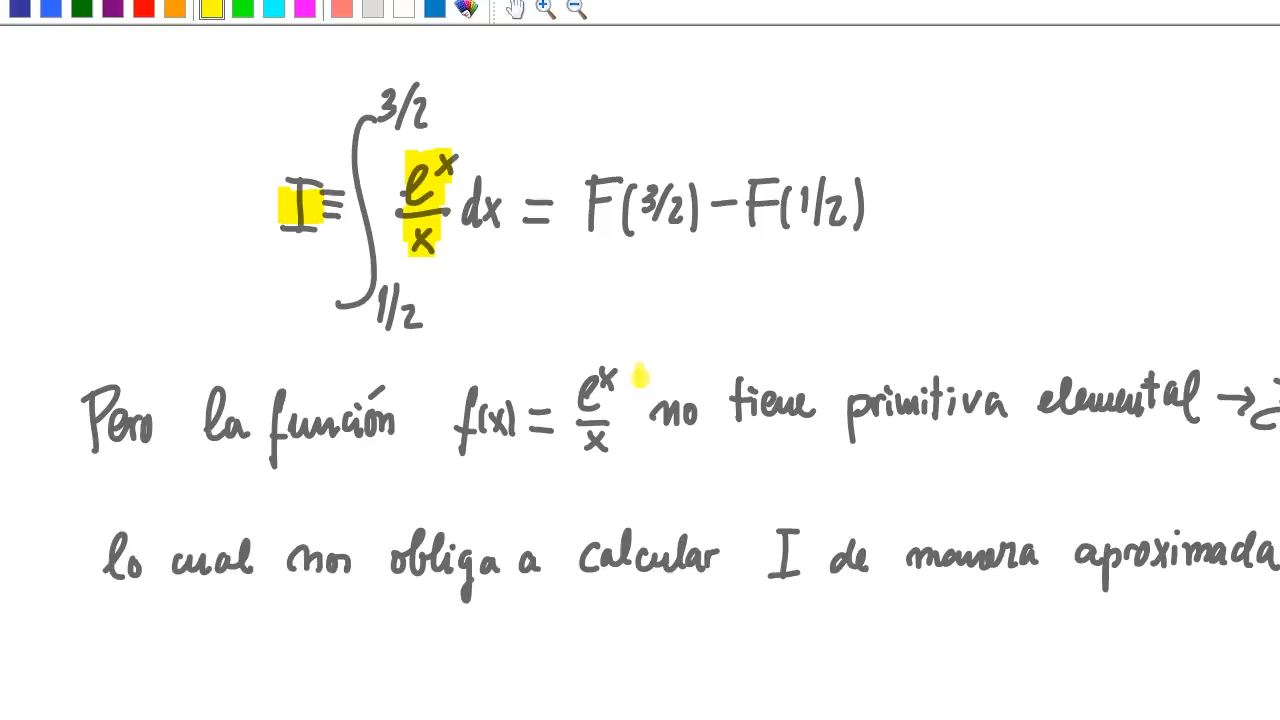 I ≡ ∫_{1/2}^{3/2} e^x/x dx = F(3/2) − F(1/2)
Pero la función f(x) = e^x/x no tiene primitiva elemental →
lo cual nos obliga a calcular I de manera aproximada